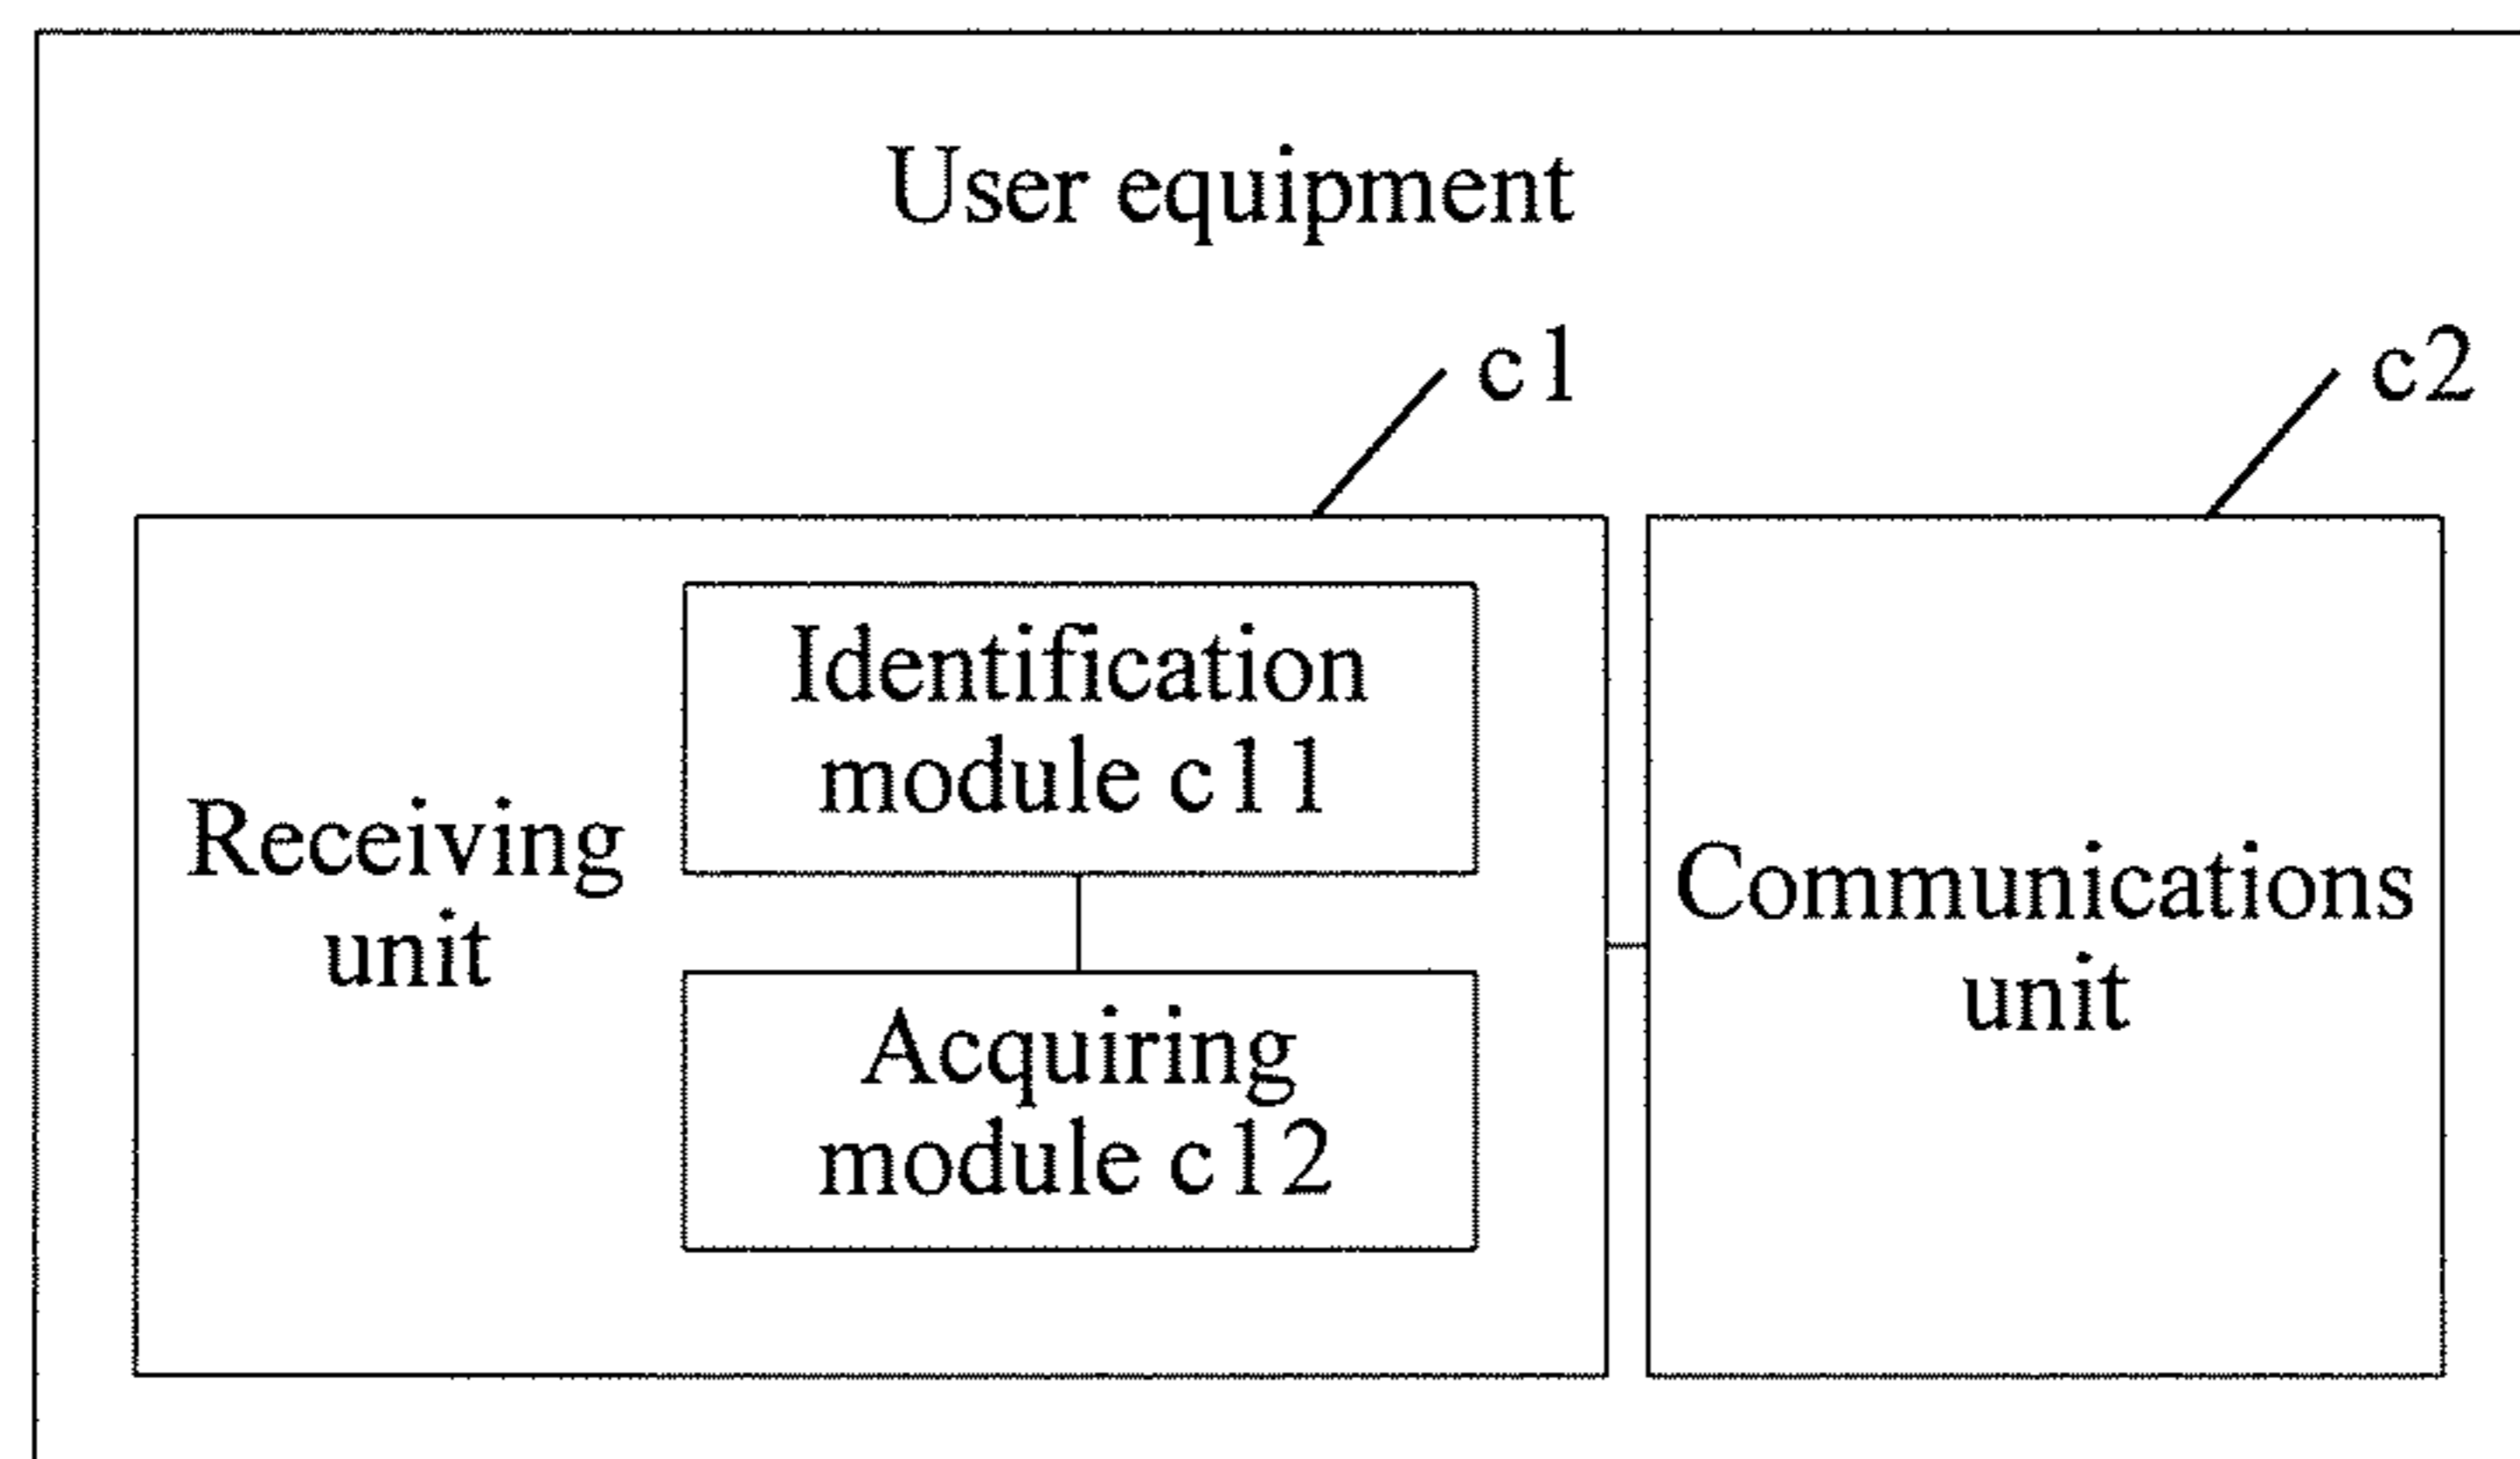 User equipment
c1
c2
Identification
module c11
Receiving
unit
Acquiring
module c12
Communications
unit